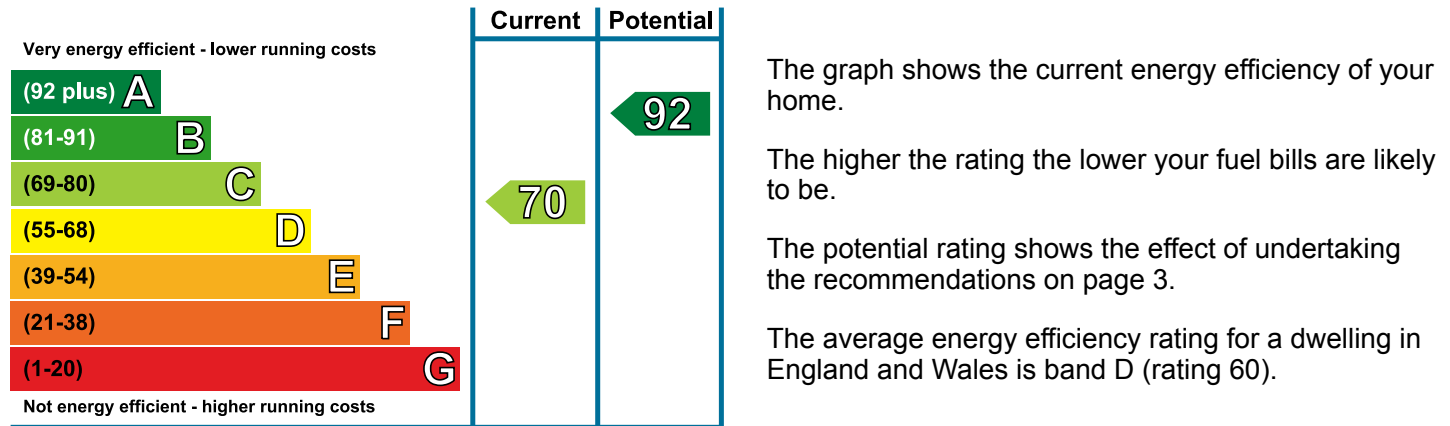 Current Potential
Very energy efficient - lower running costs
(92 plus) A
92
(81-91) B
(69-80) C
70
(55-68) D
(39-54) E
(21-38) F
(1-20) G
Not energy efficient - higher running costs
The graph shows the current energy efficiency of your
home.
The higher the rating the lower your fuel bills are likely
to be.
The potential rating shows the effect of undertaking
the recommendations on page 3.
The average energy efficiency rating for a dwelling in
England and Wales is band D (rating 60).